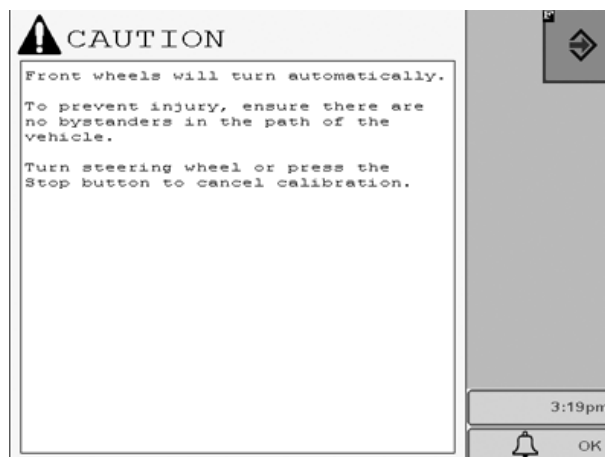 CAUTION
Front wheels will turn automatically.
To prevent injury, ensure there are
no bystanders in the path of the
vehicle.
Turn steering wheel or press the
Stop button to cancel calibration.
F
3:19pm
OK